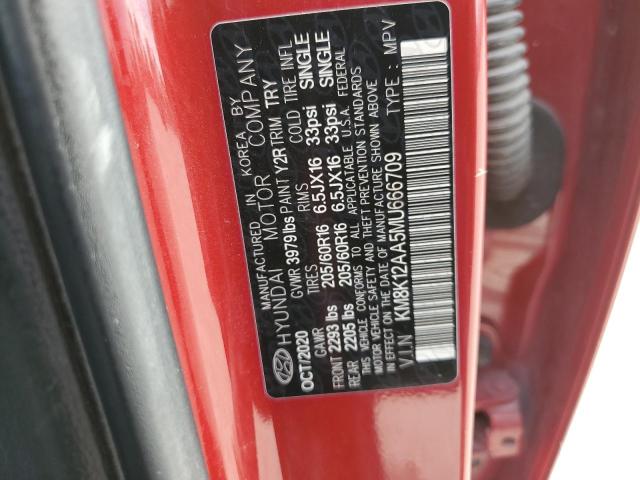 MANUFACTURED IN KOREA BY
HYUNDAI MOTOR COMPANY
OCT/2020 GVWR 3979lbs PAINT Y2R TRIM TRY
GAWR TIRES RIMS COLD TIRE INFL
FRONT 2293 lbs 205/60R16 6.5JX16 33psi SINGLE
REAR 2205 lbs 205/60R16 6.5JX16 33psi SINGLE
THIS VEHICLE CONFORMS TO ALL APPLICATABLE U.S.A. FEDERAL
MOTOR VEHICLE SAFETY AND THEFT PREVENTION STANDARDS
IN EFFECT ON THE DATE OF MANUFACTURE SHOWN ABOVE
V.I.N KM8K12AA5MU666709 TYPE : MPV